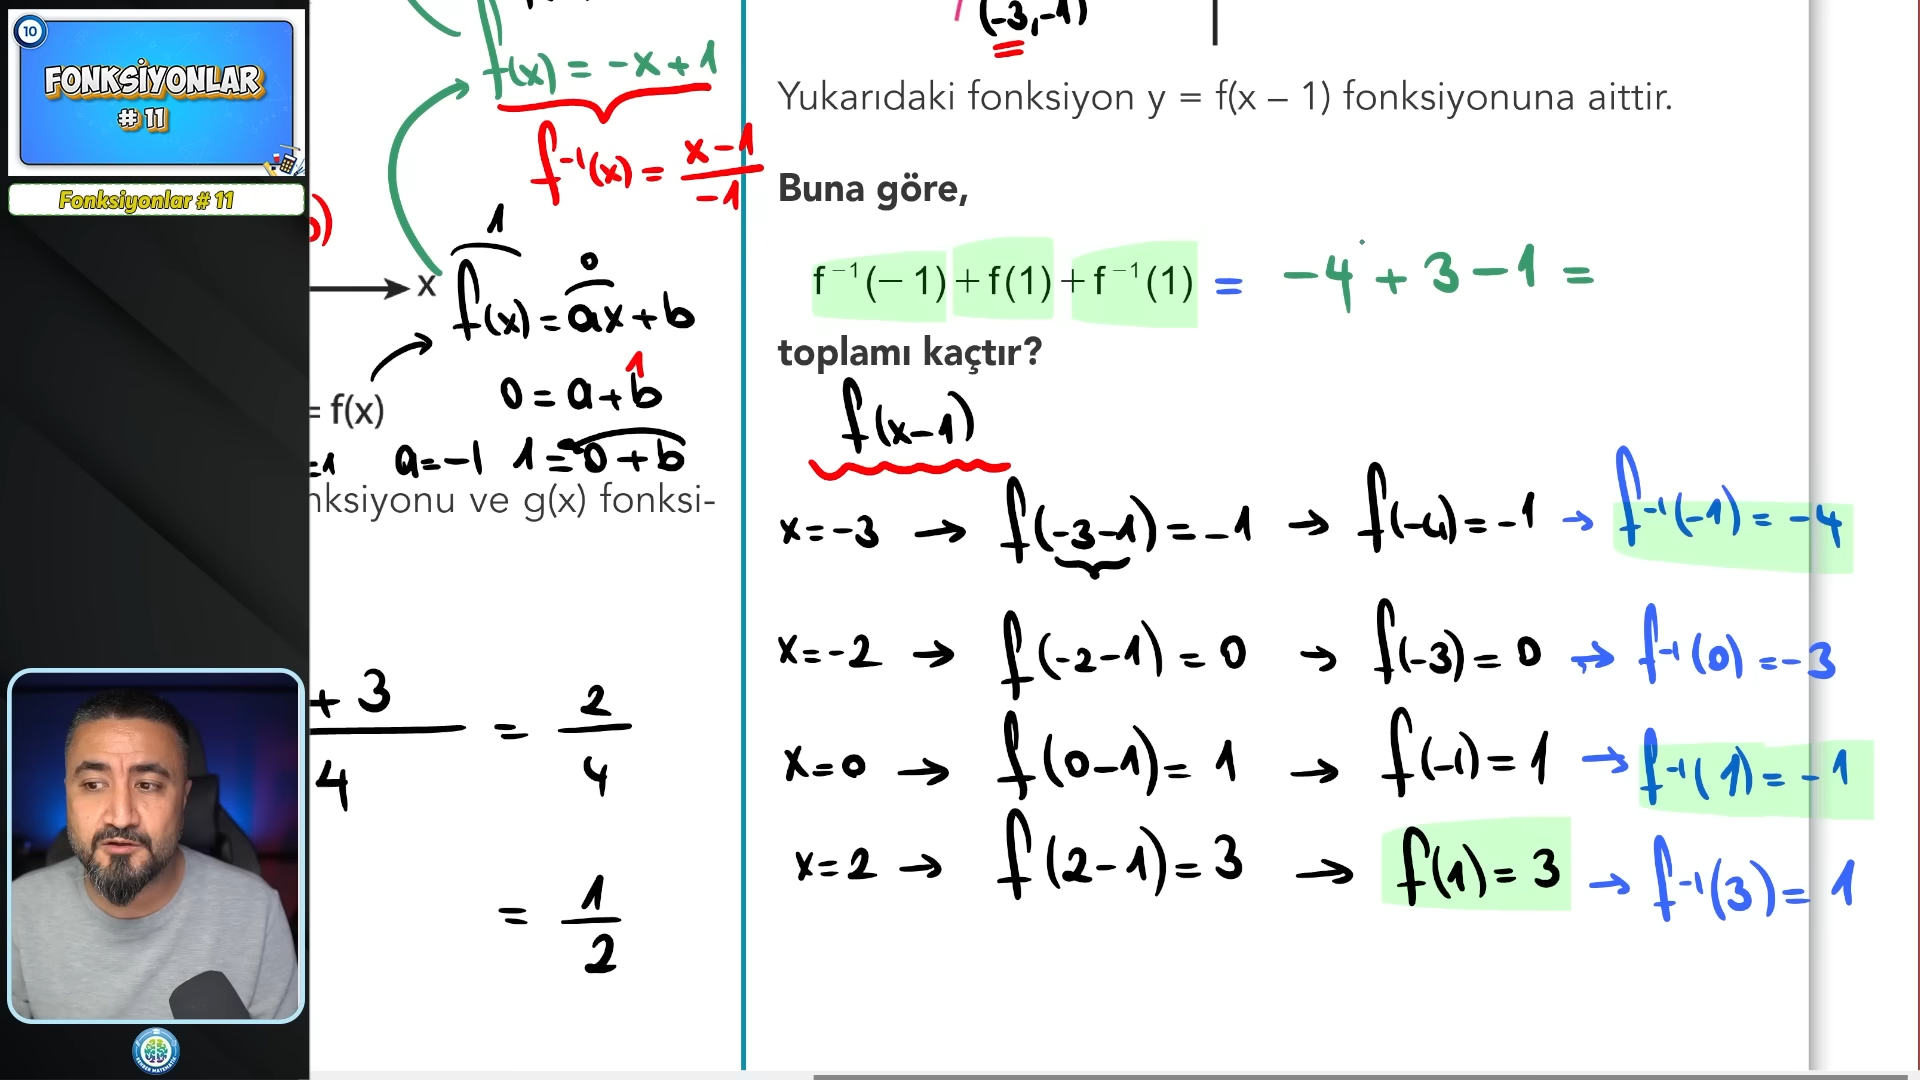 10
FONKSİYONLAR
# 11
Fonksiyonlar # 11
f(x) = -x+1
f⁻¹(x) = (x-1)/(-1)
x
1
0
f(x) = ax+b
1
0 = a+b
= f(x)
=1 a=-1 1=0+b
nksiyonu ve g(x) fonksi-
+ 3
4
= 2/4
= 1/2
(-3,-1)
Yukarıdaki fonksiyon y = f(x – 1) fonksiyonuna aittir.
Buna göre,
f⁻¹(– 1) + f(1) + f⁻¹(1) = -4 + 3 - 1 =
toplamı kaçtır?
f(x-1)
x=-3 → f(-3-1) = -1 → f(-4) = -1 → f⁻¹(-1) = -4
x=-2 → f(-2-1) = 0 → f(-3) = 0 → f⁻¹(0) = -3
x=0 → f(0-1) = 1 → f(-1) = 1 → f⁻¹(1) = -1
x=2 → f(2-1) = 3 → f(1) = 3 → f⁻¹(3) = 1